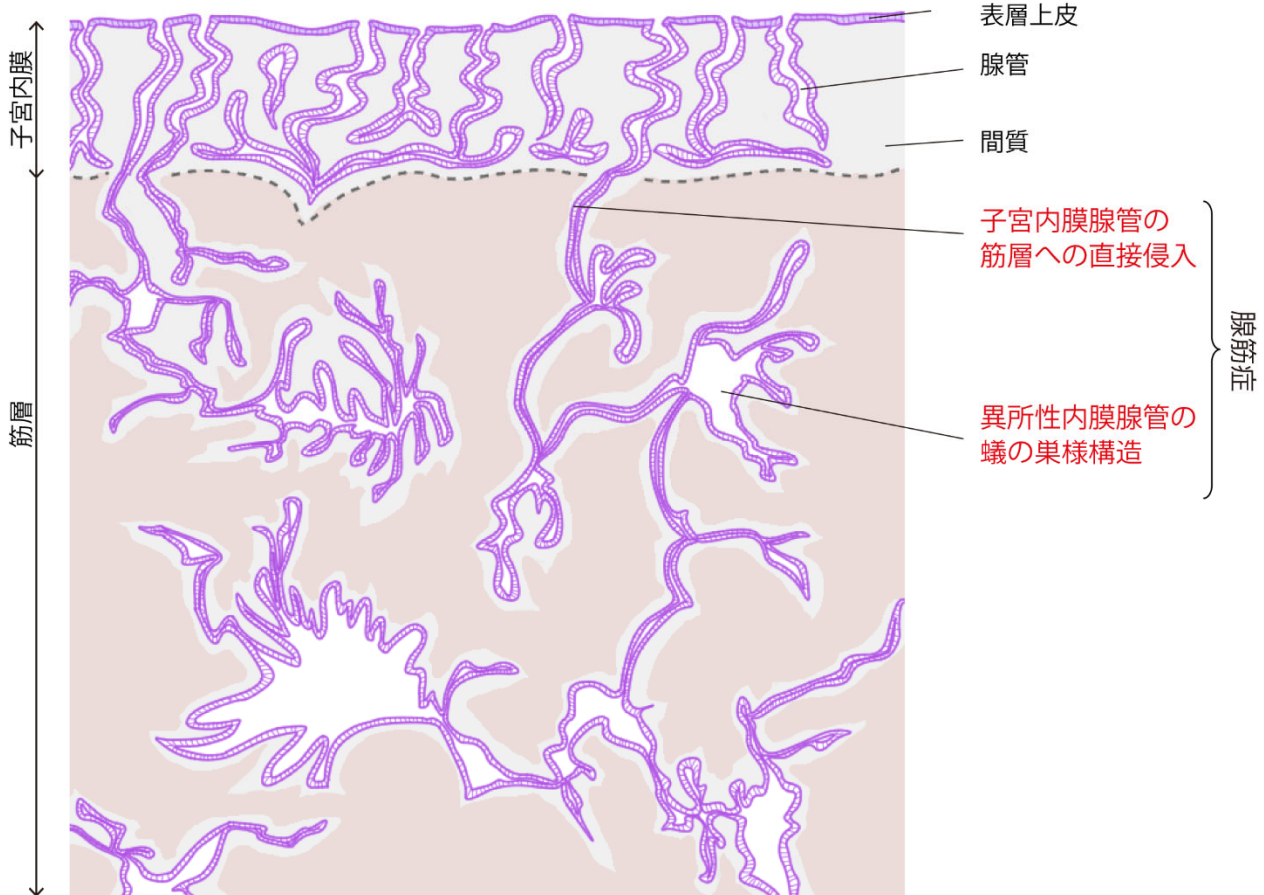 表層上皮
腺管
間質
子宮内膜
筋層
子宮内膜腺管の
筋層への直接侵入
異所性内膜腺管の
蟻の巣様構造
腺筋症